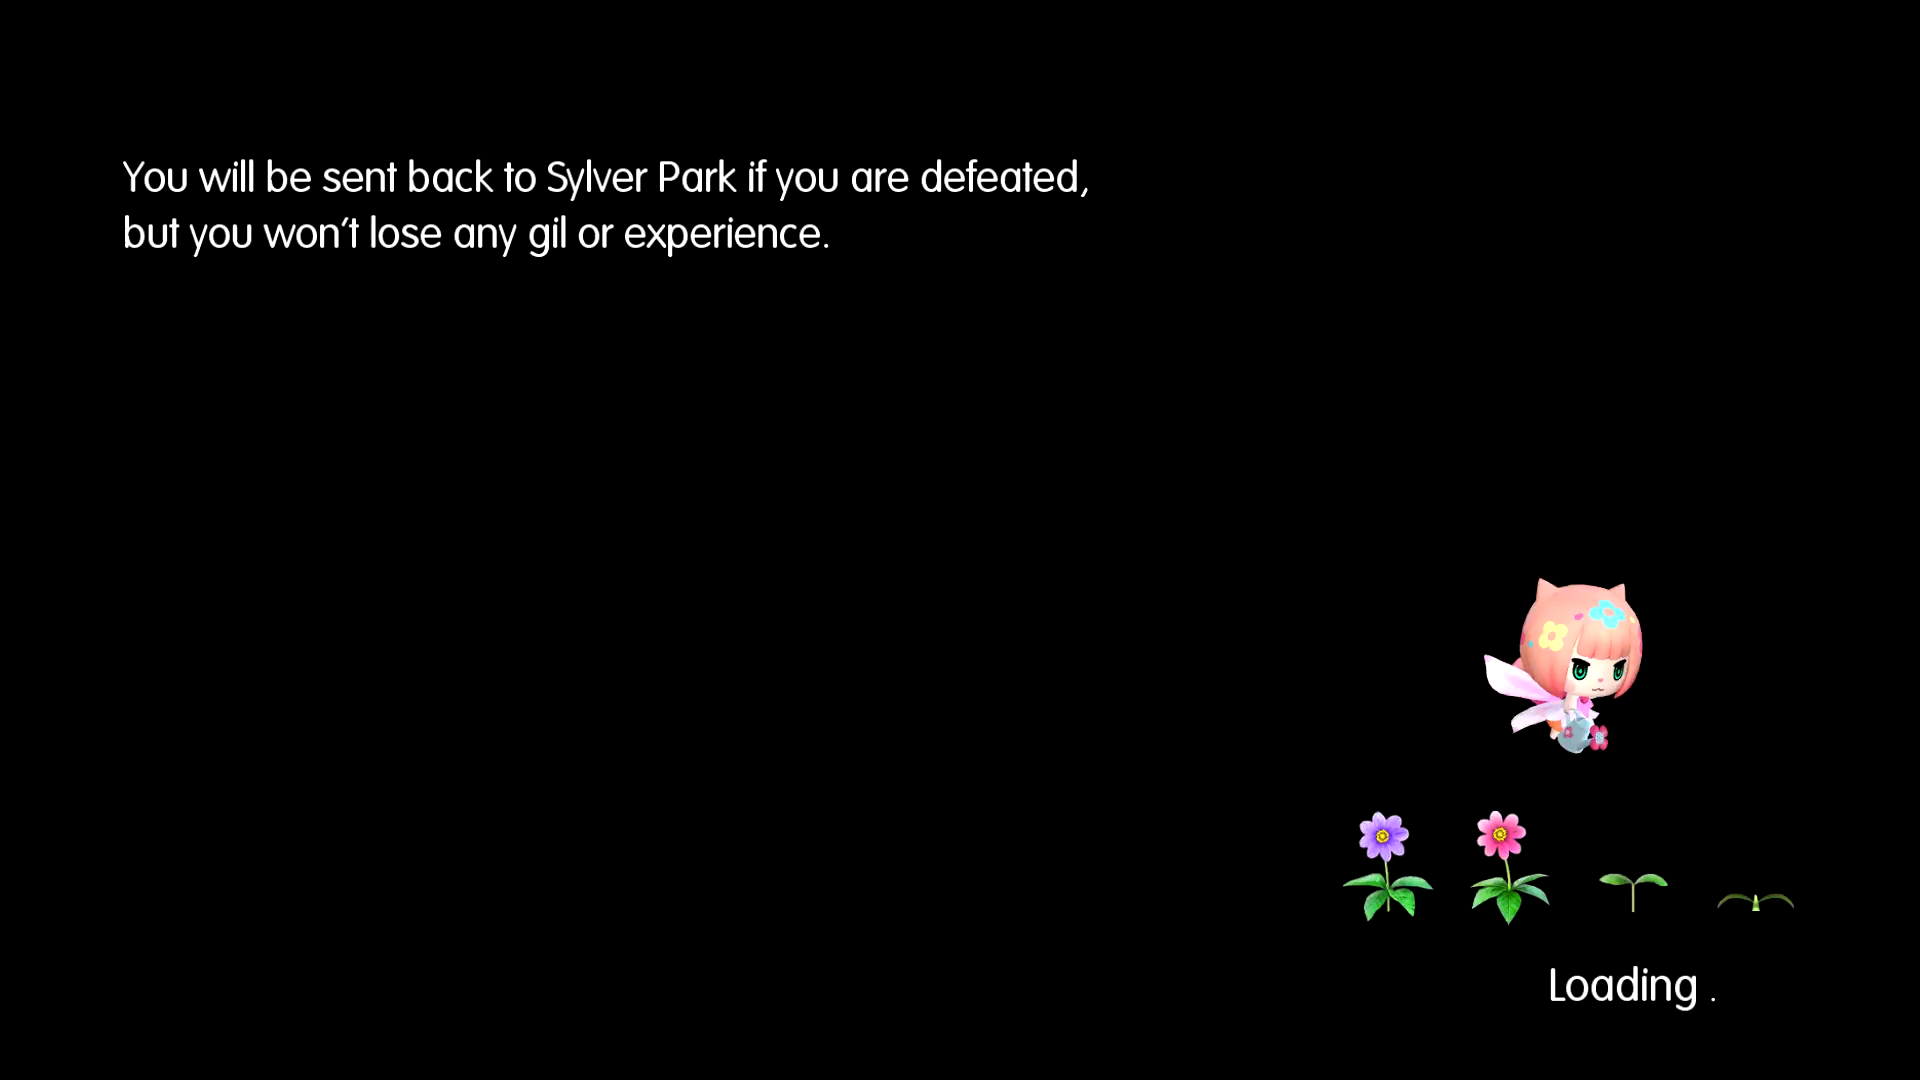 You will be sent back to Sylver Park if you are defeated,
but you won't lose any gil or experience.
Loading .